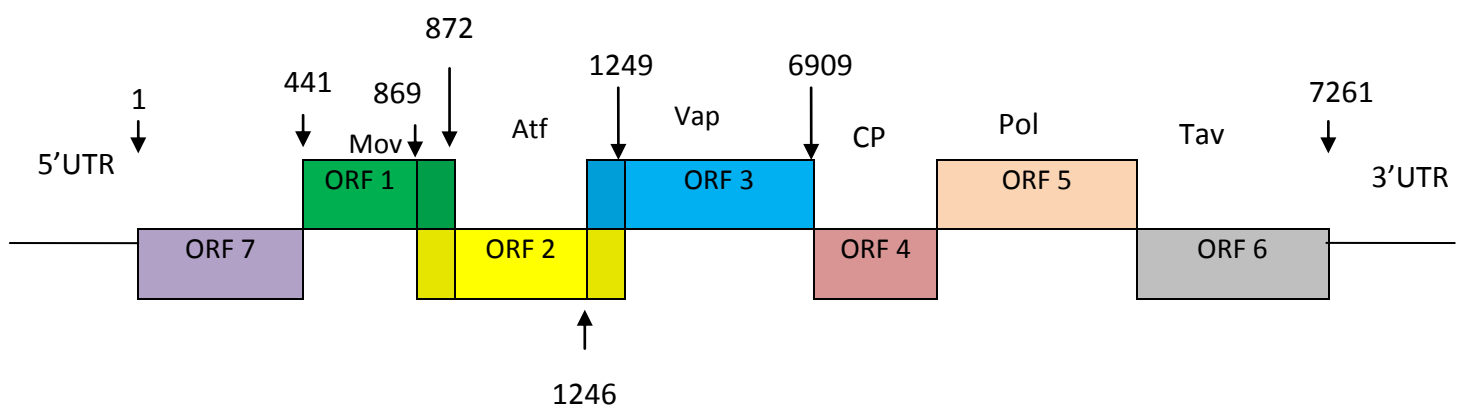 872
1249
6909
1
441
869
7261
Mov
Atf
Vap
CP
Pol
Tav
5’UTR
3’UTR
ORF 1
ORF 3
ORF 5
ORF 7
ORF 2
ORF 4
ORF 6
1246